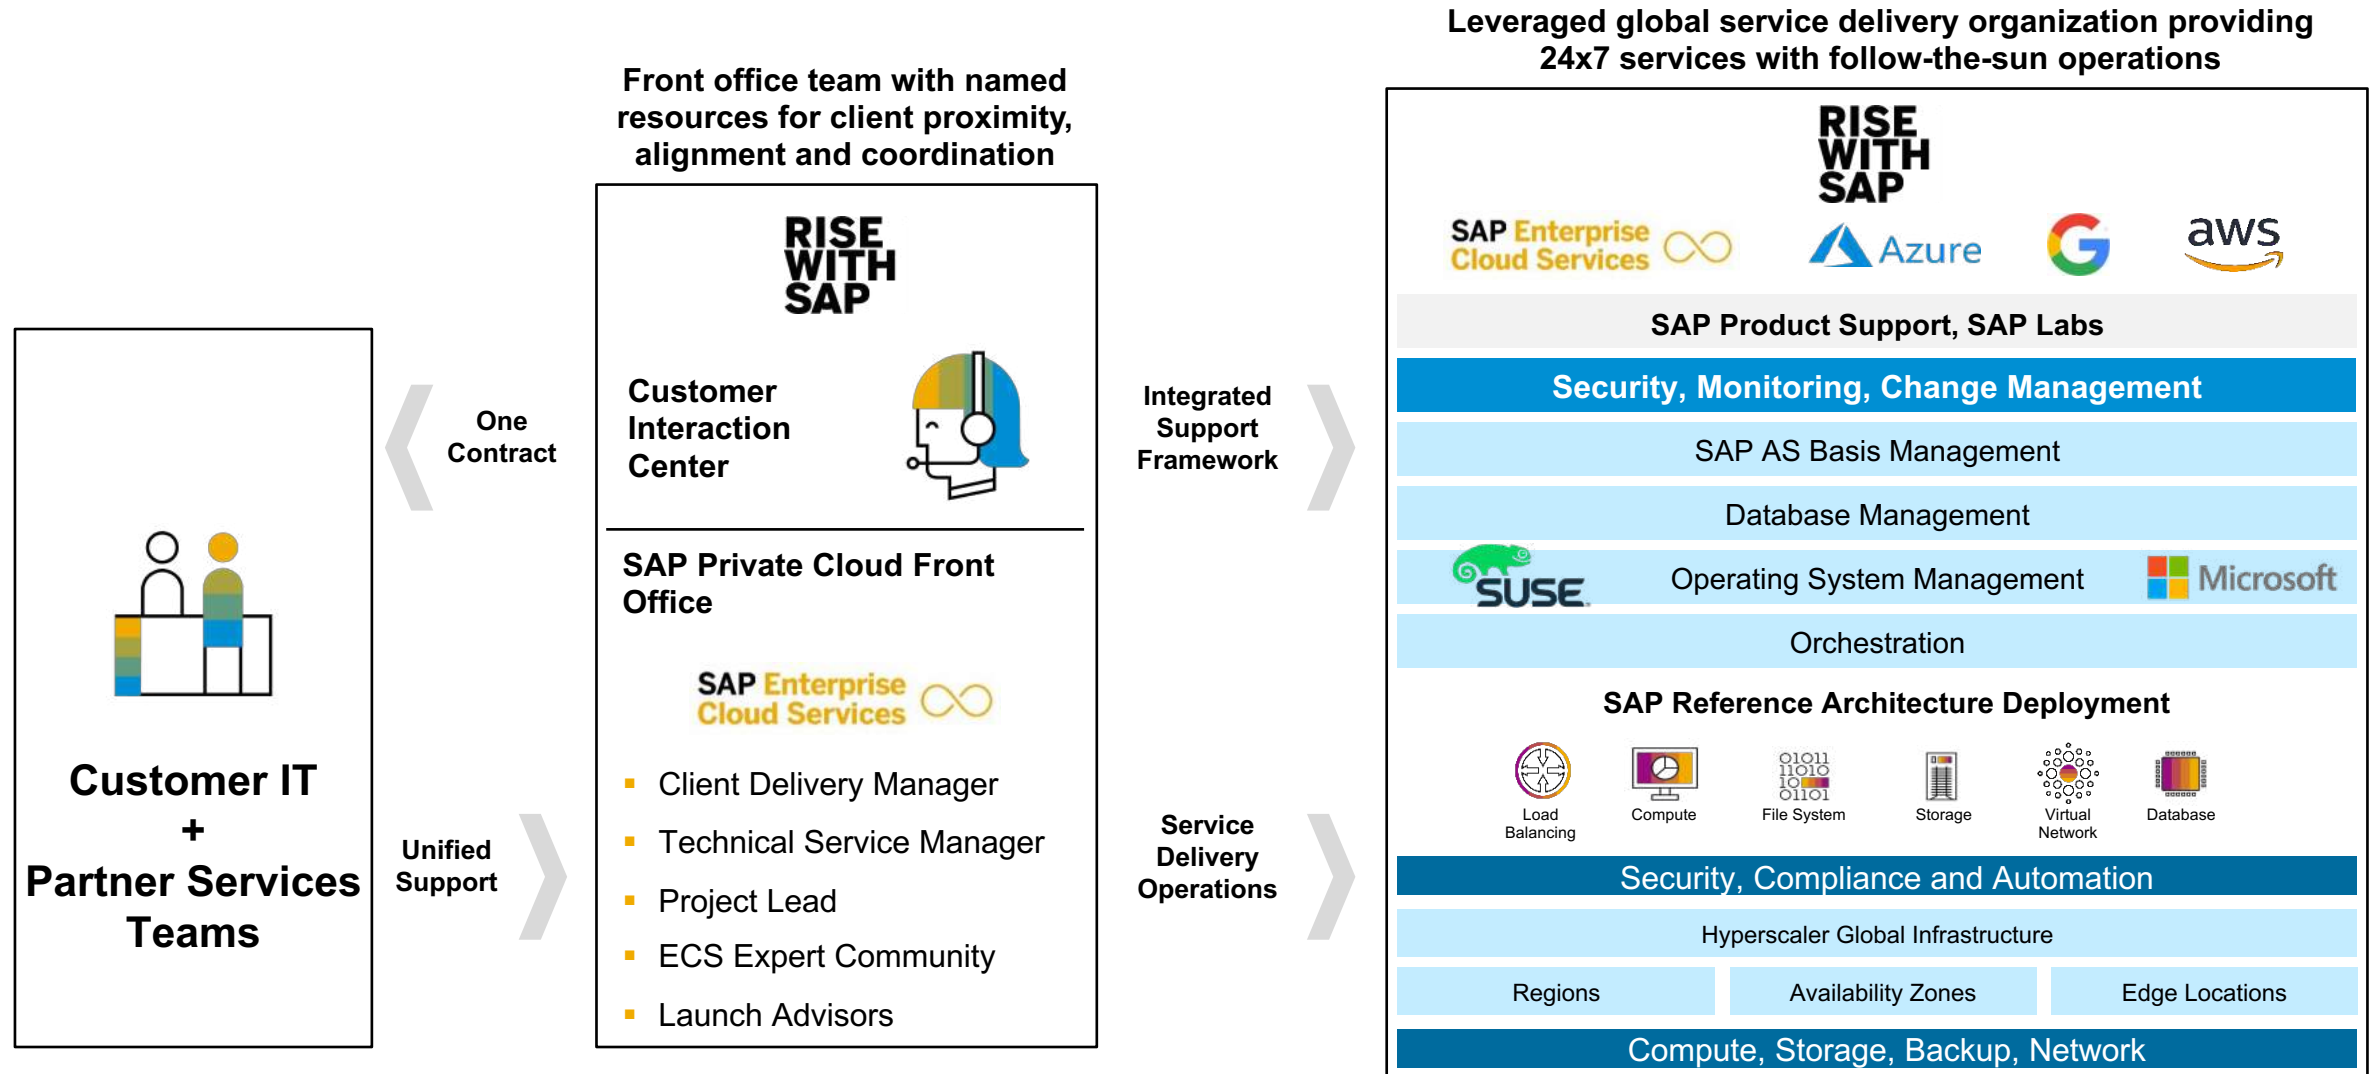 Leveraged global service delivery organization providing
24x7 services with follow-the-sun operations
Front office team with named
resources for client proximity,
alignment and coordination
Customer IT
+
Partner Services
Teams
One
Contract
Unified
Support
RISE
WITH
SAP
Customer
Interaction
Center
SAP Private Cloud Front
Office
SAP Enterprise
Cloud Services
Client Delivery Manager
Technical Service Manager
Project Lead
ECS Expert Community
Launch Advisors
Integrated
Support
Framework
Service
Delivery
Operations
RISE
WITH
SAP
SAP Enterprise
Cloud Services
Azure
G
aws
SAP Product Support, SAP Labs
Security, Monitoring, Change Management
SAP AS Basis Management
Database Management
SUSE
Operating System Management
Microsoft
Orchestration
SAP Reference Architecture Deployment
01011
11010
10
01101
Load
Balancing
Compute
File System
Storage
Virtual
Network
Database
Security, Compliance and Automation
Hyperscaler Global Infrastructure
Regions
Availability Zones
Edge Locations
Compute, Storage, Backup, Network